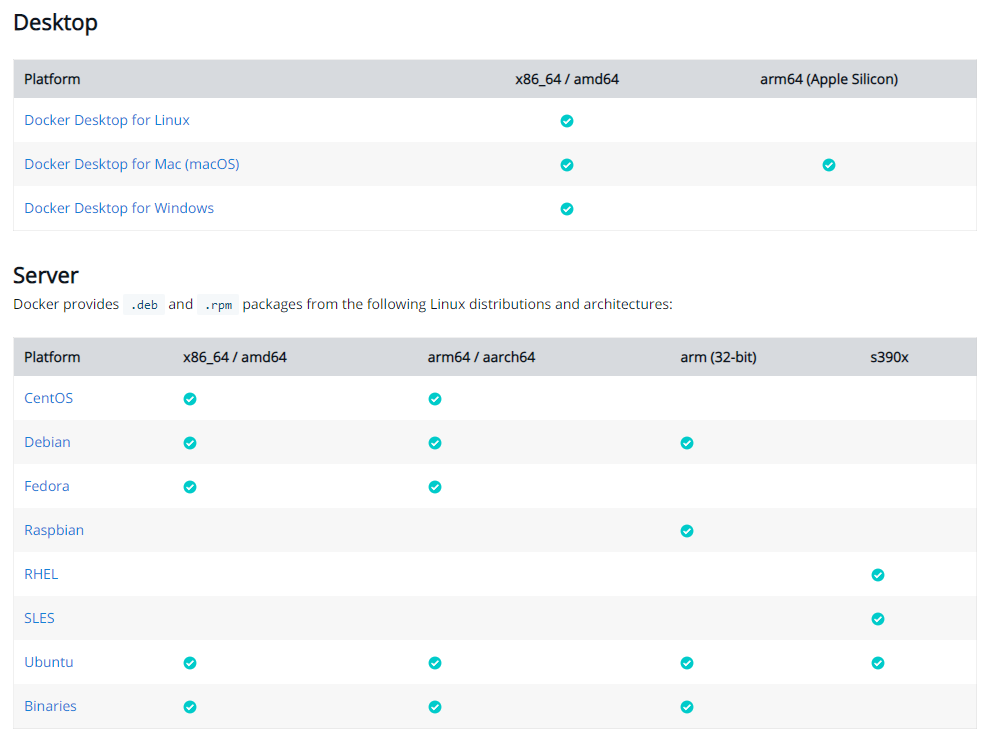 Desktop
Platform x86_64 / amd64 arm64 (Apple Silicon)
Docker Desktop for Linux
Docker Desktop for Mac (macOS)
Docker Desktop for Windows
Server
Docker provides .deb and .rpm packages from the following Linux distributions and architectures:
Platform x86_64 / amd64 arm64 / aarch64 arm (32-bit) s390x
CentOS
Debian
Fedora
Raspbian
RHEL
SLES
Ubuntu
Binaries